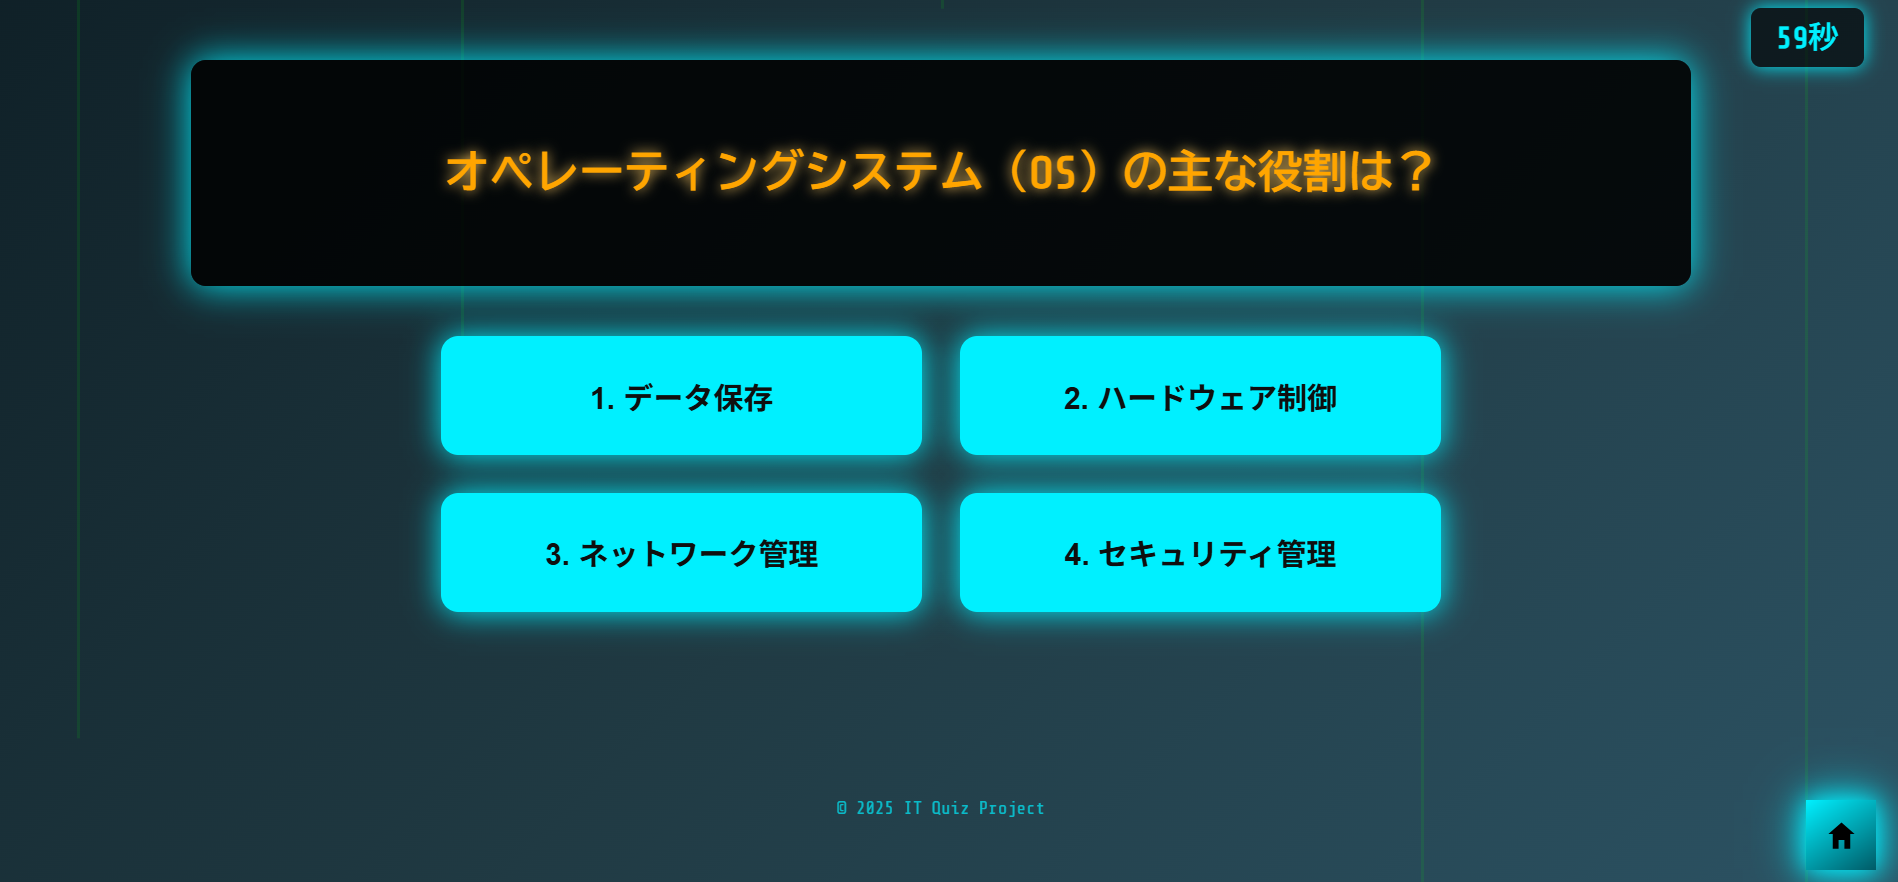 59秒
オペレーティングシステム（OS）の主な役割は？
1. データ保存
2. ハードウェア制御
3. ネットワーク管理
4. セキュリティ管理
© 2025 IT Quiz Project